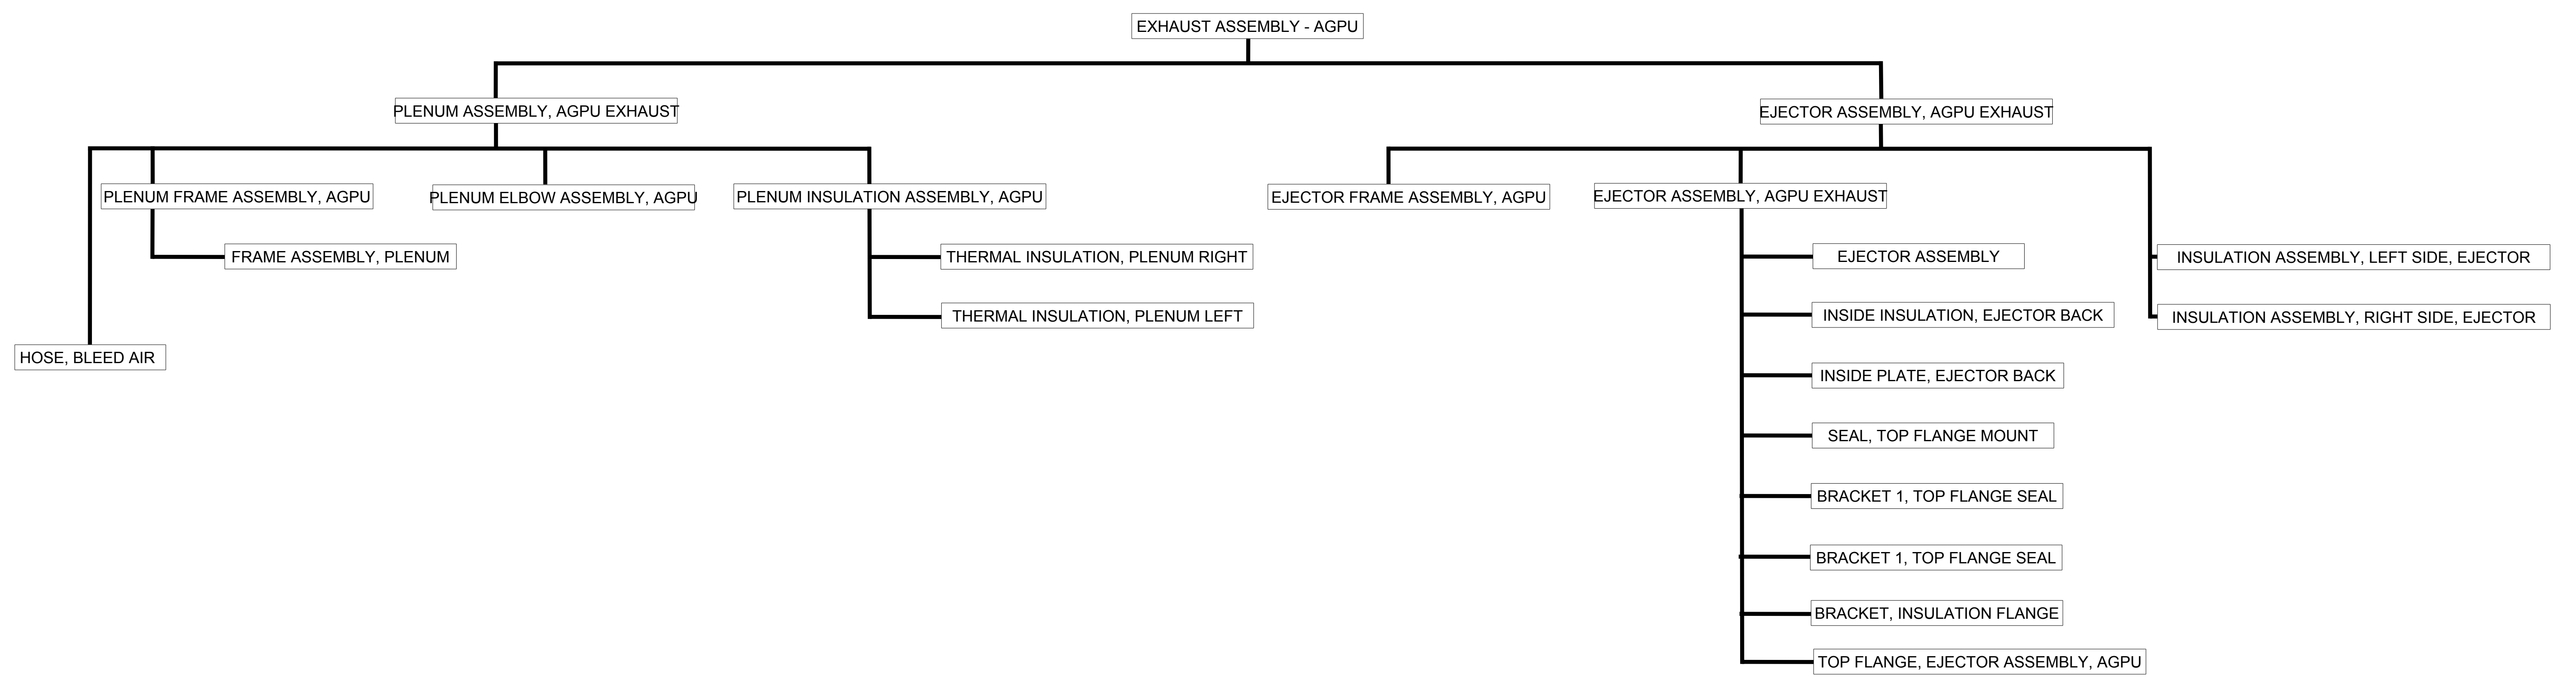 EXHAUST ASSEMBLY - AGPU
PLENUM ASSEMBLY, AGPU EXHAUST
EJECTOR ASSEMBLY, AGPU EXHAUST
PLENUM FRAME ASSEMBLY, AGPU
PLENUM ELBOW ASSEMBLY, AGPU
PLENUM INSULATION ASSEMBLY, AGPU
EJECTOR FRAME ASSEMBLY, AGPU
EJECTOR ASSEMBLY, AGPU EXHAUST
FRAME ASSEMBLY, PLENUM
THERMAL INSULATION, PLENUM RIGHT
EJECTOR ASSEMBLY
INSULATION ASSEMBLY, LEFT SIDE, EJECTOR
THERMAL INSULATION, PLENUM LEFT
INSIDE INSULATION, EJECTOR BACK
INSULATION ASSEMBLY, RIGHT SIDE, EJECTOR
HOSE, BLEED AIR
INSIDE PLATE, EJECTOR BACK
SEAL, TOP FLANGE MOUNT
BRACKET 1, TOP FLANGE SEAL
BRACKET 1, TOP FLANGE SEAL
BRACKET, INSULATION FLANGE
TOP FLANGE, EJECTOR ASSEMBLY, AGPU